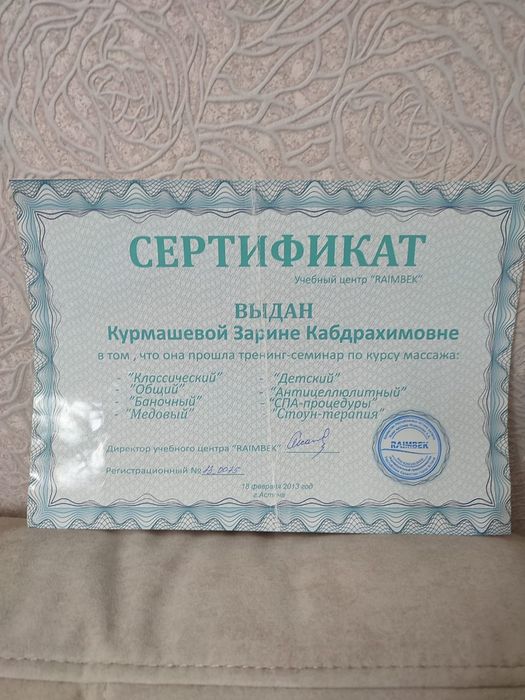 СЕРТИФИКАТ
Учебный центр "RAIMBEK"
ВЫДАН
Курмашевой Зарине Кабдрахимовне
в том , что она прошла тренинг-семинар по курсу массажа:
- "Классический" - "Детский"
- "Общий" - "Антицеллюлитный"
- "Баночный" - "СПА-процедуры"
- "Медовый" - "Стоун-терапия"
Директор учебного центра "RAIMBEK"
Регистрационный №
18 февраля 2013 год
г.Астана
RAIMBEK